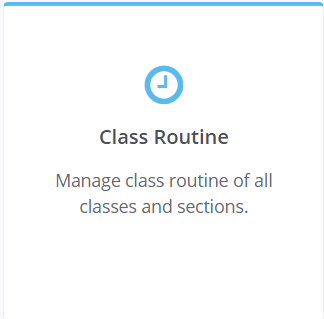 Class Routine
Manage class routine of all
classes and sections.